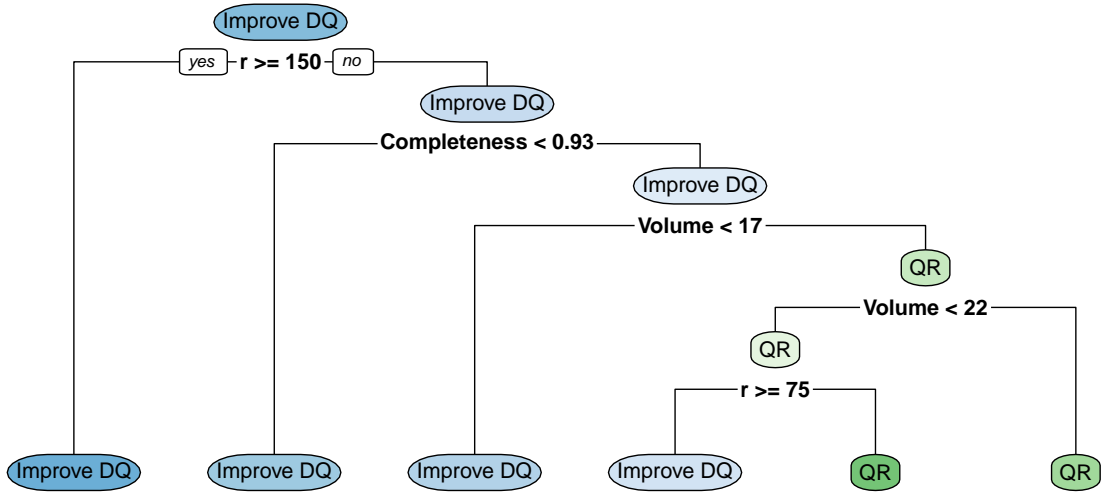 Improve DQ
yes r >= 150 no
Improve DQ
Completeness < 0.93
Improve DQ
Volume < 17
QR
Volume < 22
QR
r >= 75
Improve DQ Improve DQ Improve DQ Improve DQ QR QR